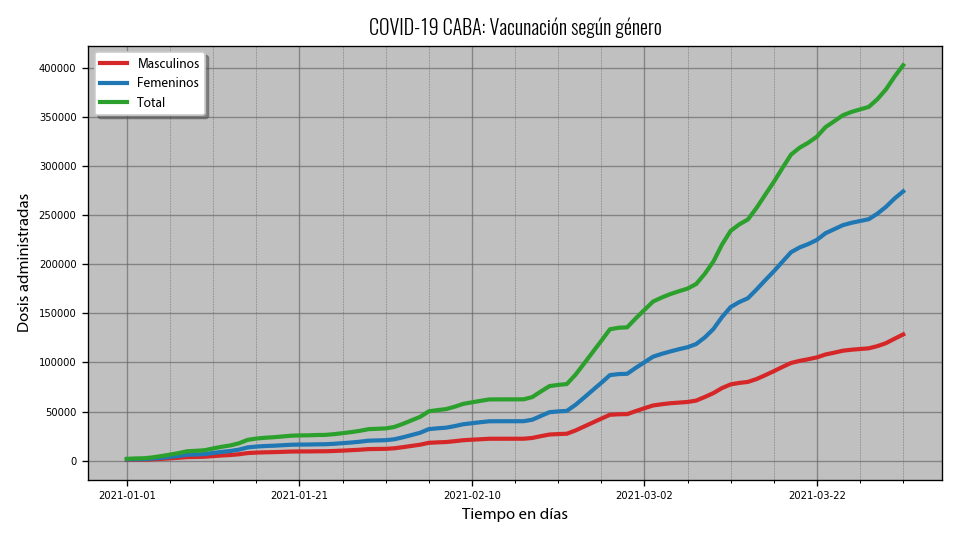 COVID-19 CABA: Vacunación según género
Masculinos
Femeninos
Total
400000
350000
300000
250000
200000
150000
100000
50000
0
Dosis administradas
2021-01-01 2021-01-21 2021-02-10 2021-03-02 2021-03-22
Tiempo en días